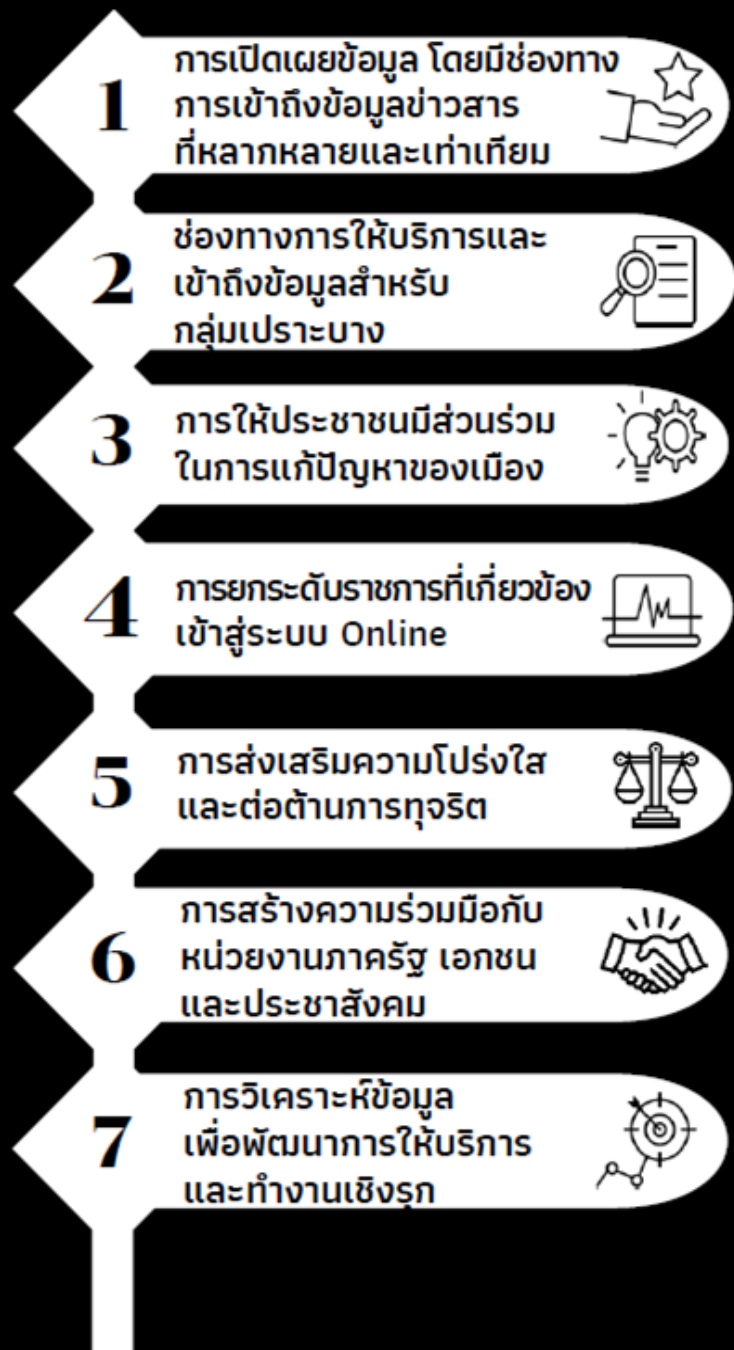 1
การเปิดเผยข้อมูล โดยมีช่องทาง
การเข้าถึงข้อมูลข่าวสาร
ที่หลากหลายและเท่าเทียม
2
ช่องทางการให้บริการและ
เข้าถึงข้อมูลสำหรับ
กลุ่มเปราะบาง
3
การให้ประชาชนมีส่วนร่วม
ในการแก้ปัญหาของเมือง
4
การยกระดับราชการที่เกี่ยวข้อง
เข้าสู่ระบบ Online
5
การส่งเสริมความโปร่งใส
และต่อต้านการทุจริต
6
การสร้างความร่วมมือกับ
หน่วยงานภาครัฐ เอกชน
และประชาสังคม
7
การวิเคราะห์ข้อมูล
เพื่อพัฒนาการให้บริการ
และทำงานเชิงรุก